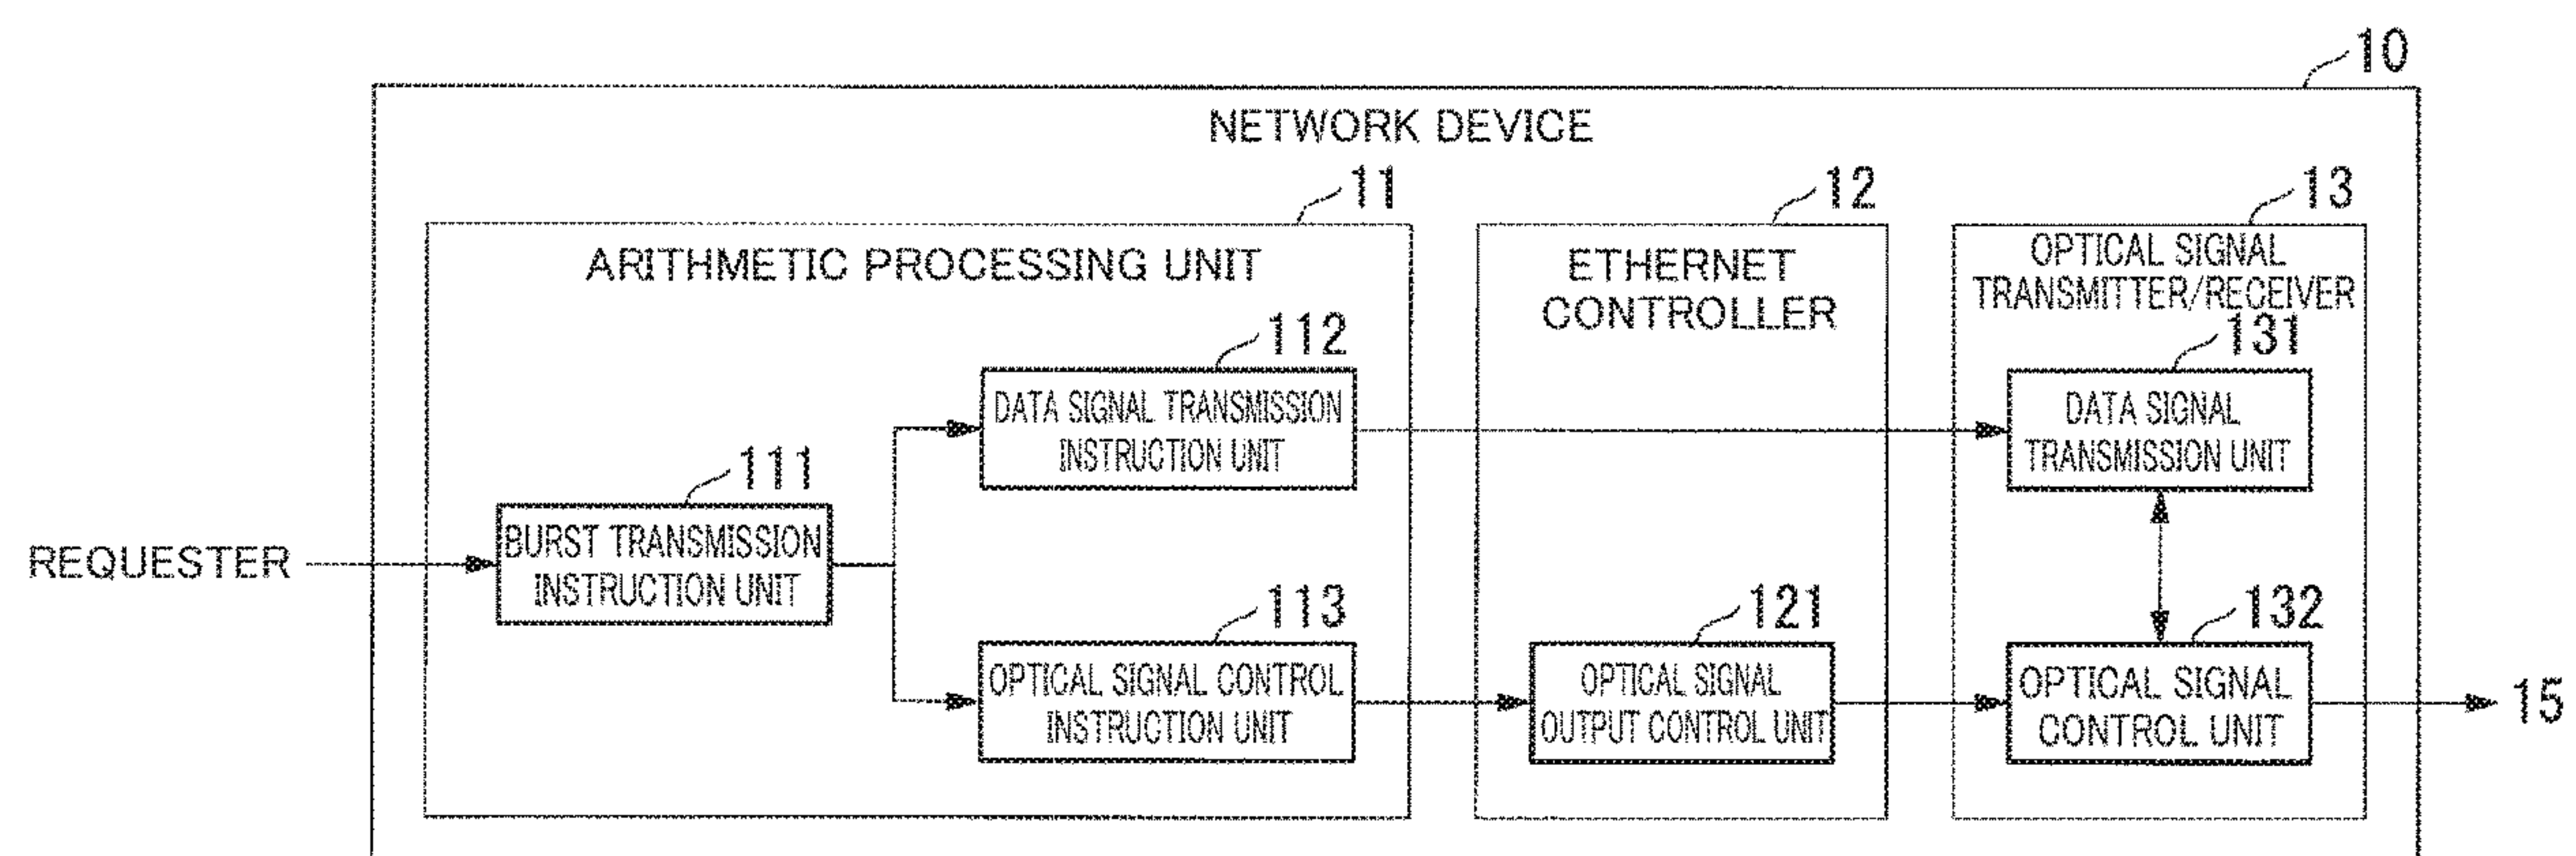 10
NETWORK DEVICE
11
12
13
ARITHMETIC PROCESSING UNIT
ETHERNET
CONTROLLER
OPTICAL SIGNAL
TRANSMITTER/RECEIVER
112
131
DATA SIGNAL TRANSMISSION
INSTRUCTION UNIT
DATA SIGNAL
TRANSMISSION UNIT
111
REQUESTER
BURST TRANSMISSION
INSTRUCTION UNIT
113
121
132
OPTICAL SIGNAL CONTROL
INSTRUCTION UNIT
OPTICAL SIGNAL
OUTPUT CONTROL UNIT
OPTICAL SIGNAL
CONTROL UNIT
15